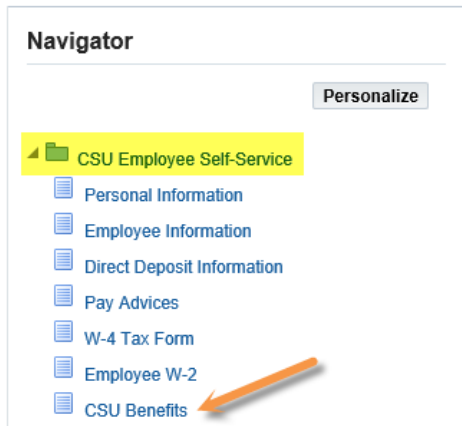 Navigator
Personalize
CSU Employee Self-Service
Personal Information
Employee Information
Direct Deposit Information
Pay Advices
W-4 Tax Form
Employee W-2
CSU Benefits